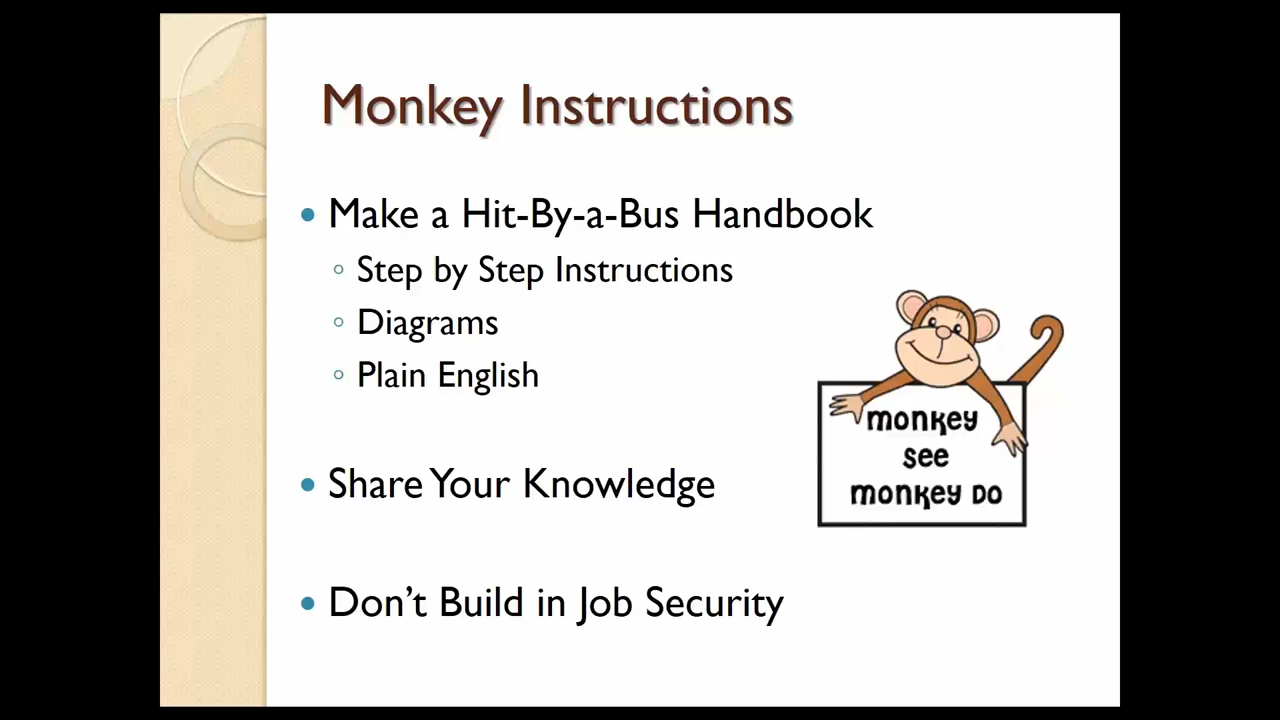 Monkey Instructions
Make a Hit-By-a-Bus Handbook
Step by Step Instructions
Diagrams
Plain English
Share Your Knowledge
Don't Build in Job Security
monkey
see
monkey Do